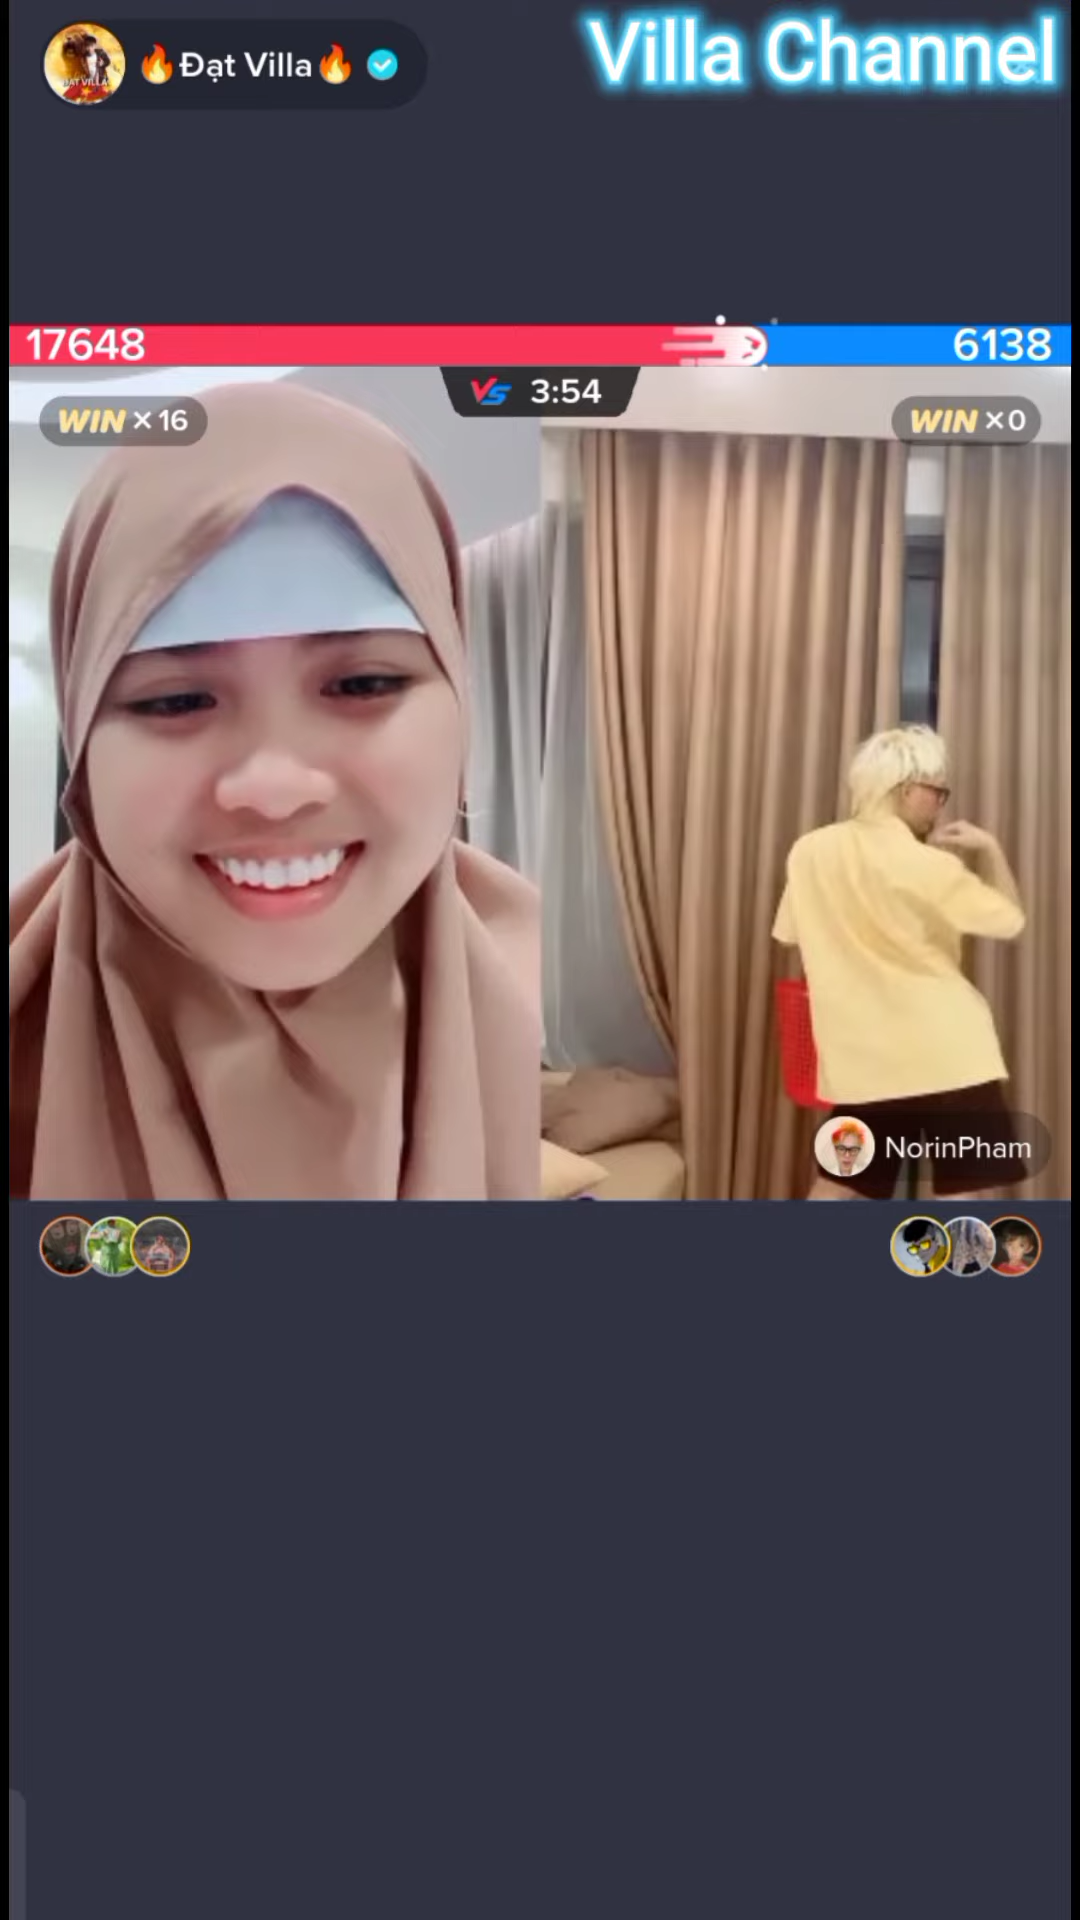 🔥Đạt Villa🔥
Villa Channel
17648
6138
VS 3:54
WIN × 16
WIN ×0
NorinPham